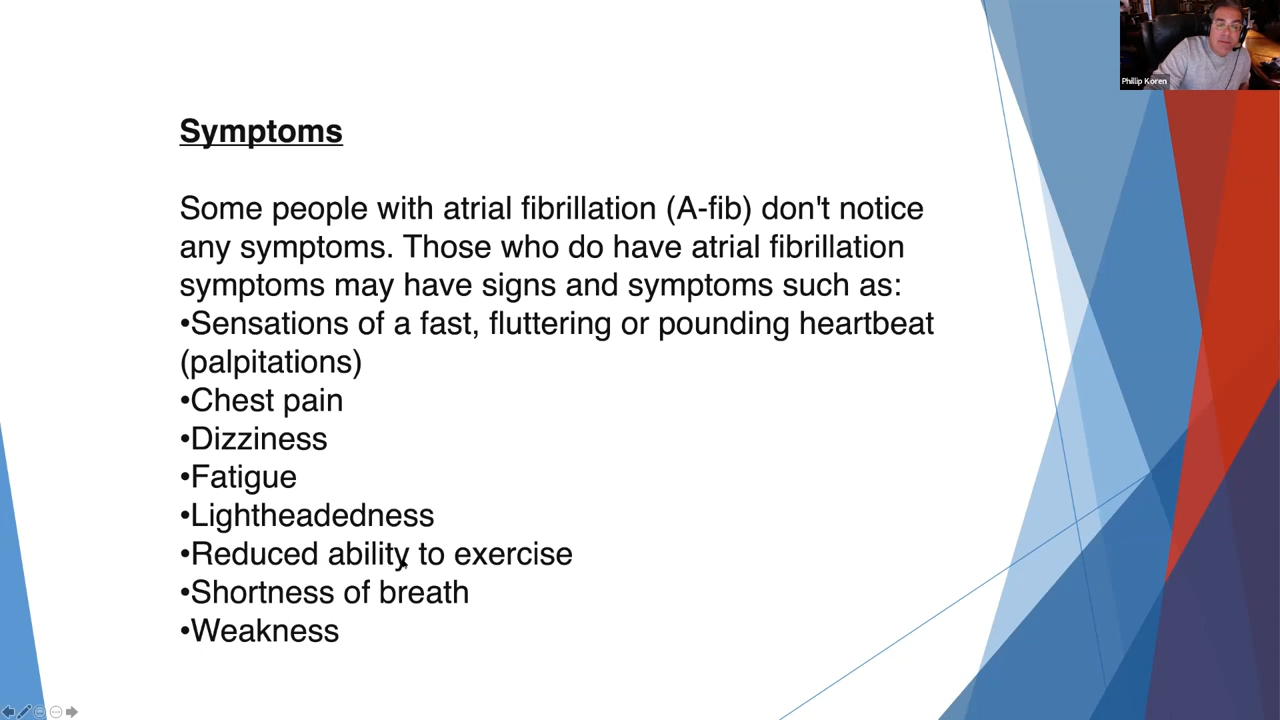 Phillip Koren
Symptoms
Some people with atrial fibrillation (A-fib) don't notice
any symptoms. Those who do have atrial fibrillation
symptoms may have signs and symptoms such as:
•Sensations of a fast, fluttering or pounding heartbeat
(palpitations)
•Chest pain
•Dizziness
•Fatigue
•Lightheadedness
•Reduced ability to exercise
•Shortness of breath
•Weakness